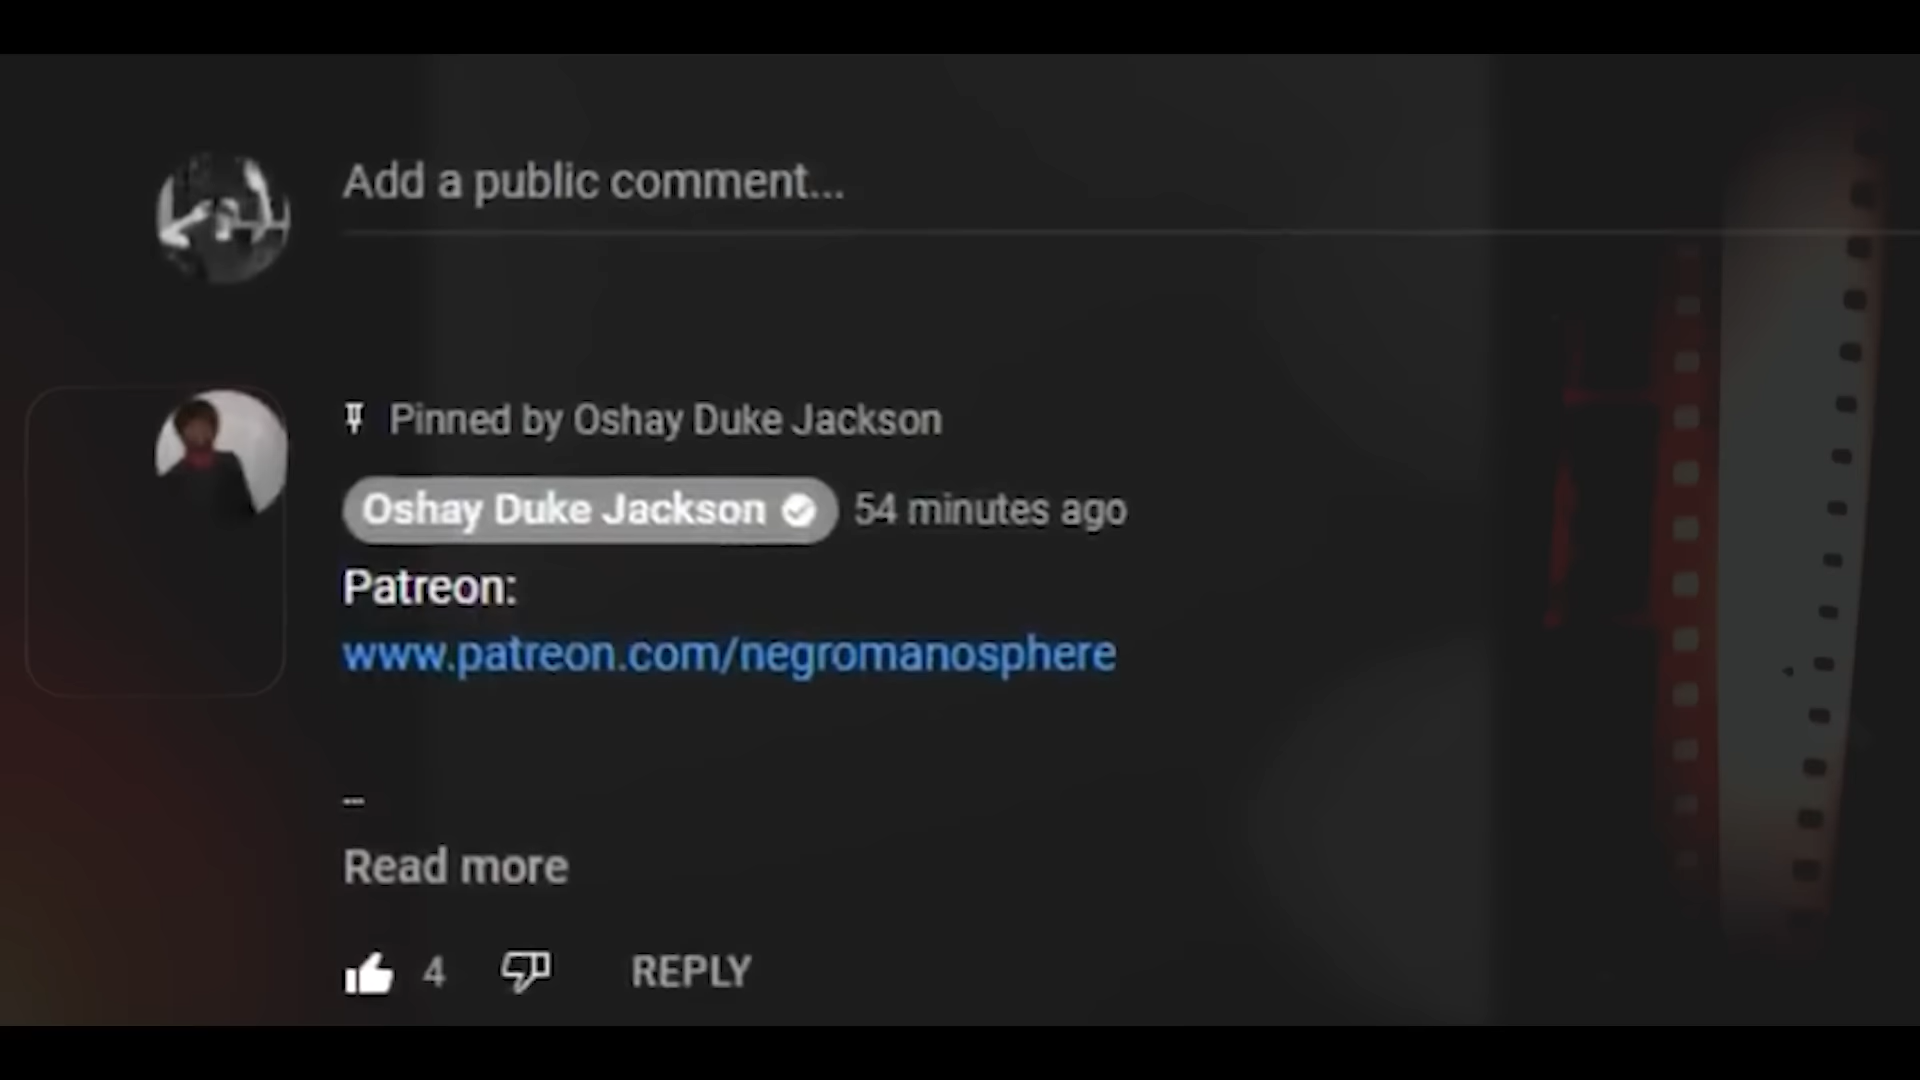 Add a public comment...
Pinned by Oshay Duke Jackson
Oshay Duke Jackson 54 minutes ago
Patreon:
www.patreon.com/negromanosphere
...
Read more
4 REPLY